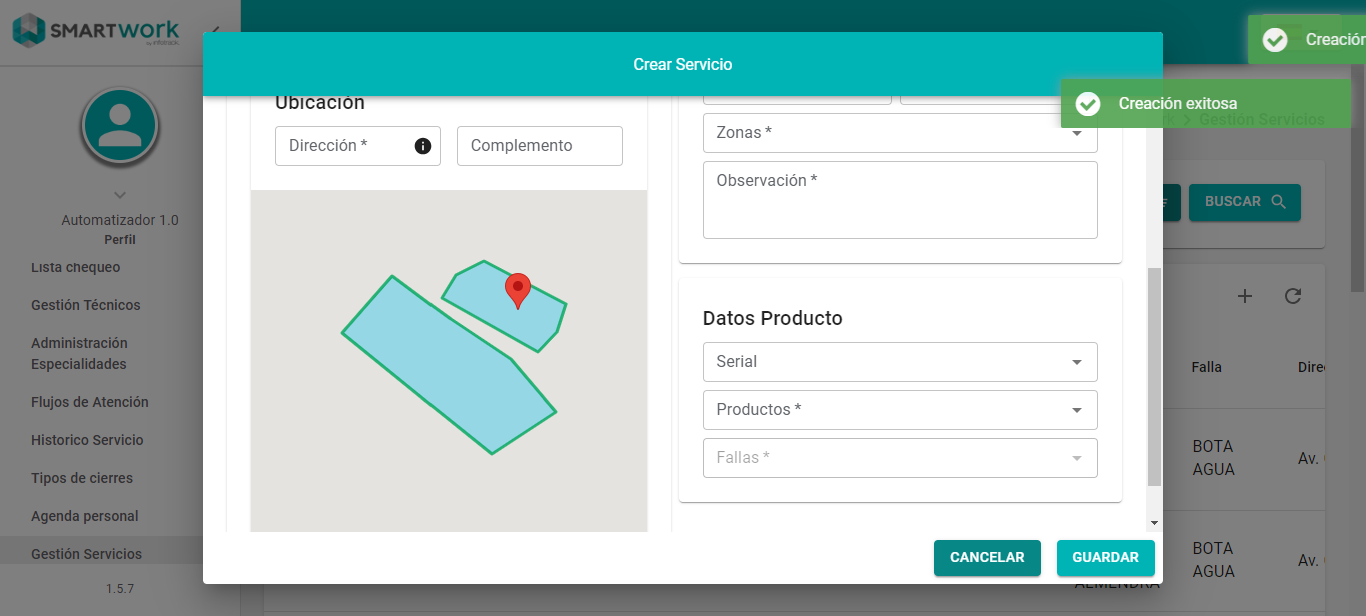 SMARTWORK
by infotrack
Creación
Crear Servicio
Creación exitosa
Gestión Servicios
Automatizador 1.0
Perfil
Lista chequeo
Gestión Técnicos
Administración
Especialidades
Flujos de Atención
Historico Servicio
Tipos de cierres
Agenda personal
Gestión Servicios
1.5.7
Ubicación
Dirección *
Complemento
Zonas *
Observación *
Datos Producto
Serial
Productos *
Fallas *
CANCELAR
GUARDAR
BUSCAR
Falla
Dire
BOTA
AGUA
Av.
BOTA
AGUA
Av.
ALMENDRA